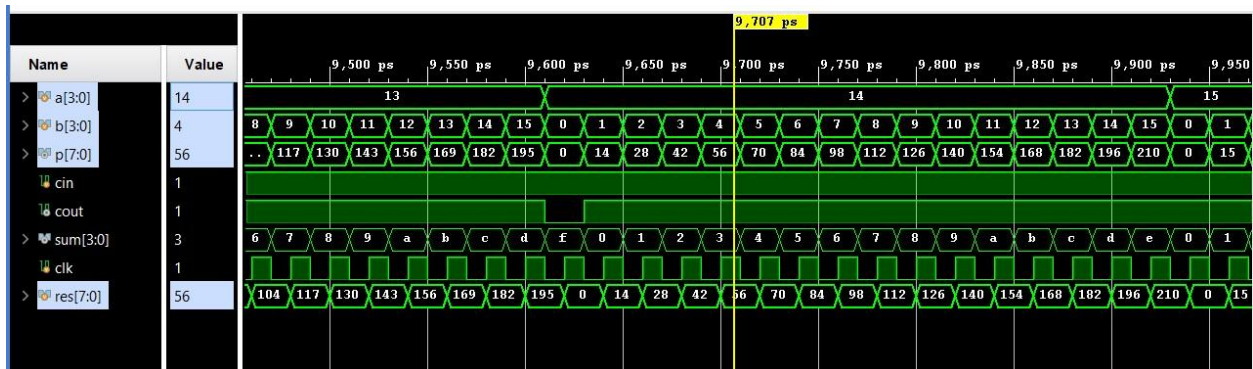 9,707 ps
Name Value 9,500 ps 9,550 ps 9,600 ps 9,650 ps 9,700 ps 9,750 ps 9,800 ps 9,850 ps 9,900 ps 9,950
> a[3:0] 14 13 14 15
> b[3:0] 4 8 9 10 11 12 13 14 15 0 1 2 3 4 5 6 7 8 9 10 11 12 13 14 15 0 1
> p[7:0] 56 .. 117 130 143 156 169 182 195 0 14 28 42 56 70 84 98 112 126 140 154 168 182 196 210 0 15
cin 1
cout 1
> sum[3:0] 3 6 7 8 9 a b c d f 0 1 2 3 4 5 6 7 8 9 a b c d e 0 1
clk 1
> res[7:0] 56 104 117 130 143 156 169 182 195 0 14 28 42 56 70 84 98 112 126 140 154 168 182 196 210 0 15